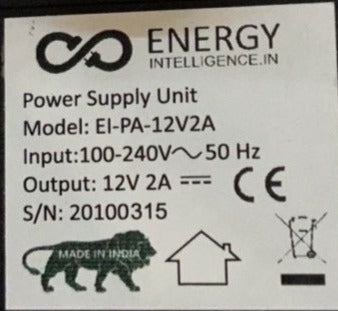 ENERGY
INTELLIGENCE.IN
Power Supply Unit
Model: EI-PA-12V2A
Input:100-240V～50 Hz
Output: 12V 2A ⎓ CE
S/N: 20100315
MADE IN INDIA